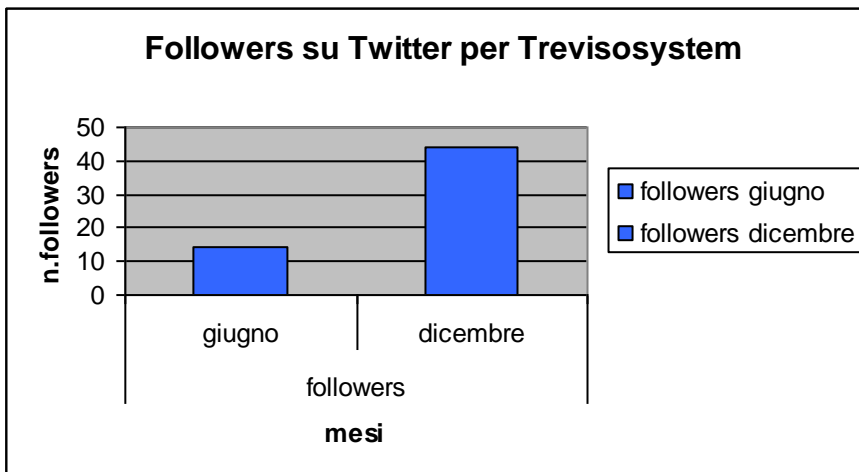 Followers su Twitter per Trevisosystem
n.followers
50
40
30
20
10
0
giugno dicembre
followers
mesi
followers giugno
followers dicembre